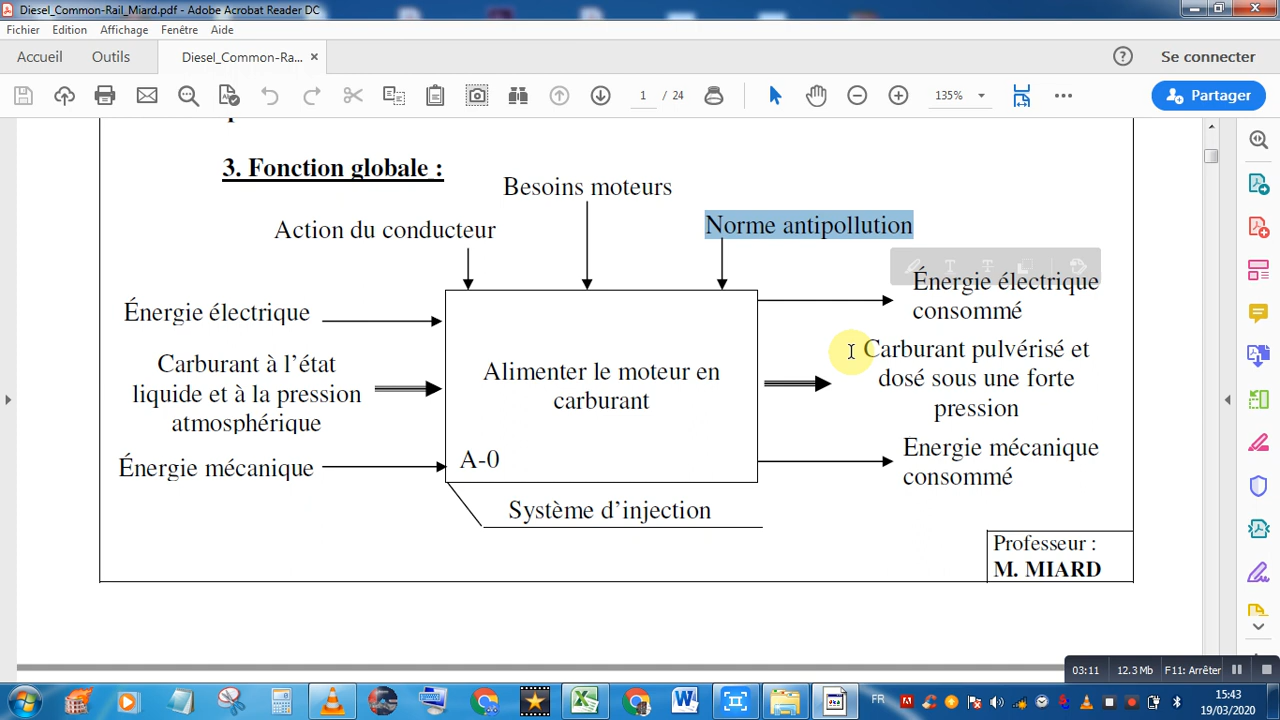 Diesel_Common-Rail_Miard.pdf - Adobe Acrobat Reader DC
Fichier Edition Affichage Fenêtre Aide
Accueil Outils Diesel_Common-Ra... × Se connecter
1 / 24 135% Partager
3. Fonction globale :
Besoins moteurs
Action du conducteur
Norme antipollution
Énergie électrique
Énergie électrique
consommé
Carburant à l’état
liquide et à la pression
atmosphérique
Alimenter le moteur en
carburant
Carburant pulvérisé et
dosé sous une forte
pression
Énergie mécanique
A-0
Energie mécanique
consommé
Système d’injection
Professeur :
M. MIARD
03:11 12.3 Mb F11: Arrêter
FR
15:43
19/03/2020